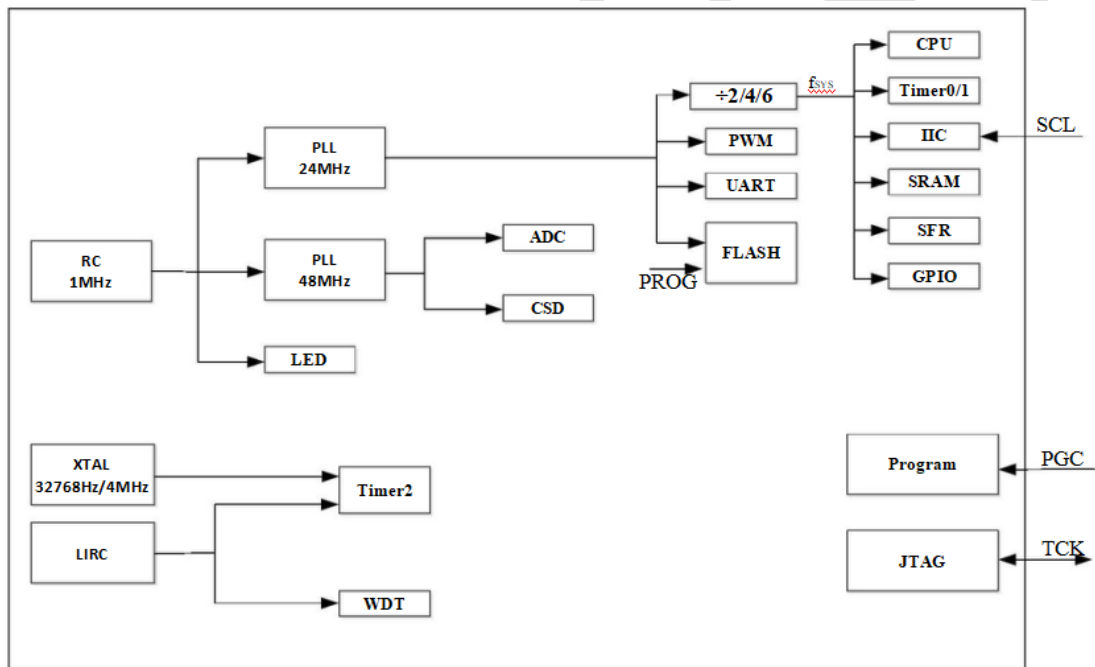 CPU
÷2/4/6
fSYS
Timer0/1
PLL
24MHz
PWM
IIC
SCL
UART
SRAM
RC
1MHz
PLL
48MHz
ADC
FLASH
SFR
PROG
GPIO
CSD
LED
XTAL
32768Hz/4MHz
Timer2
Program
PGC
LIRC
JTAG
TCK
WDT